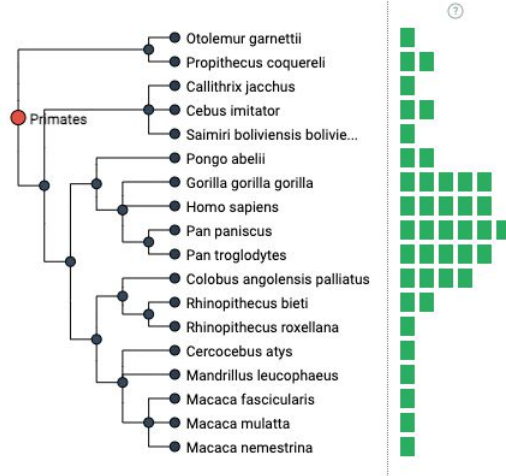 ?
Otolemur garnettii
Propithecus coquereli
Callithrix jacchus
Primates
Cebus imitator
Saimiri boliviensis bolivie...
Pongo abelii
Gorilla gorilla gorilla
Homo sapiens
Pan paniscus
Pan troglodytes
Colobus angolensis palliatus
Rhinopithecus bieti
Rhinopithecus roxellana
Cercocebus atys
Mandrillus leucophaeus
Macaca fascicularis
Macaca mulatta
Macaca nemestrina